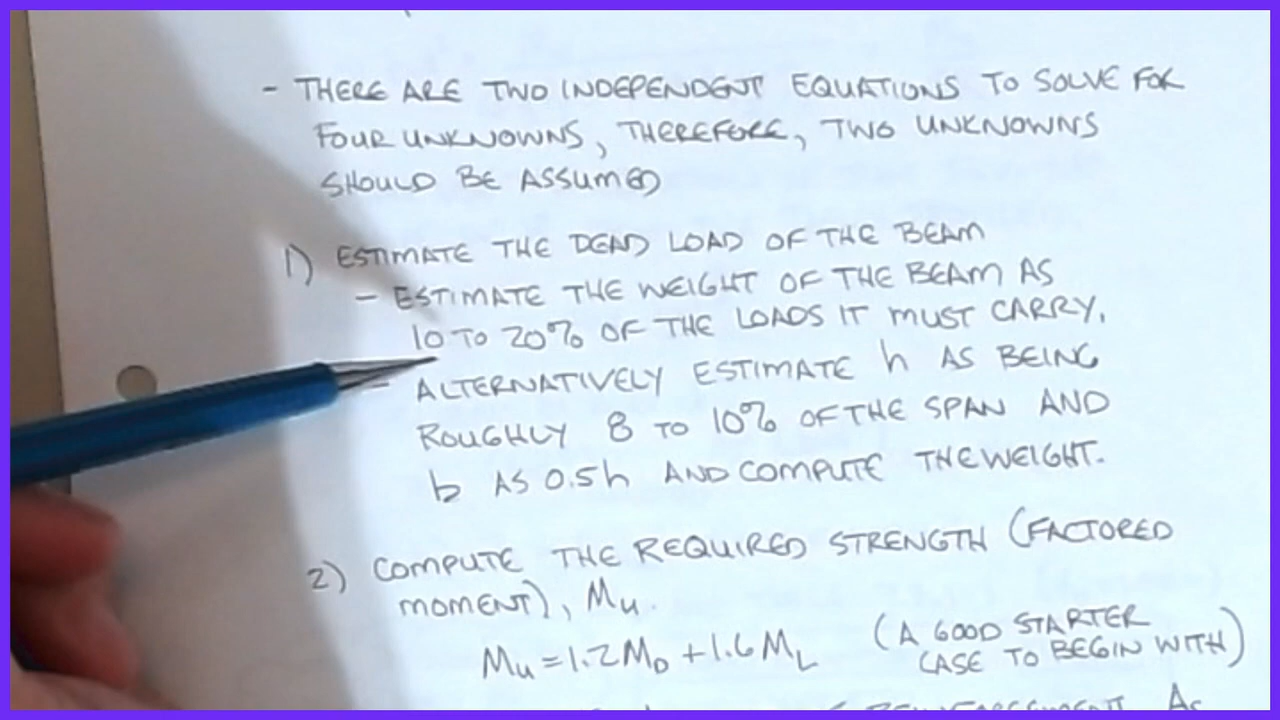 - THERE ARE TWO INDEPENDENT EQUATIONS TO SOLVE FOR
FOUR UNKNOWNS, THEREFORE, TWO UNKNOWNS
SHOULD BE ASSUMED
1) ESTIMATE THE DEAD LOAD OF THE BEAM
- ESTIMATE THE WEIGHT OF THE BEAM AS
10 TO 20% OF THE LOADS IT MUST CARRY.
- ALTERNATIVELY ESTIMATE h AS BEING
ROUGHLY 8 TO 10% OF THE SPAN AND
b AS 0.5h AND COMPUTE THE WEIGHT.
2) COMPUTE THE REQUIRED STRENGTH (FACTORED
MOMENT), Mu.
Mu = 1.2MD + 1.6ML (A GOOD STARTER
CASE TO BEGIN WITH)
REINFORCEMENT As